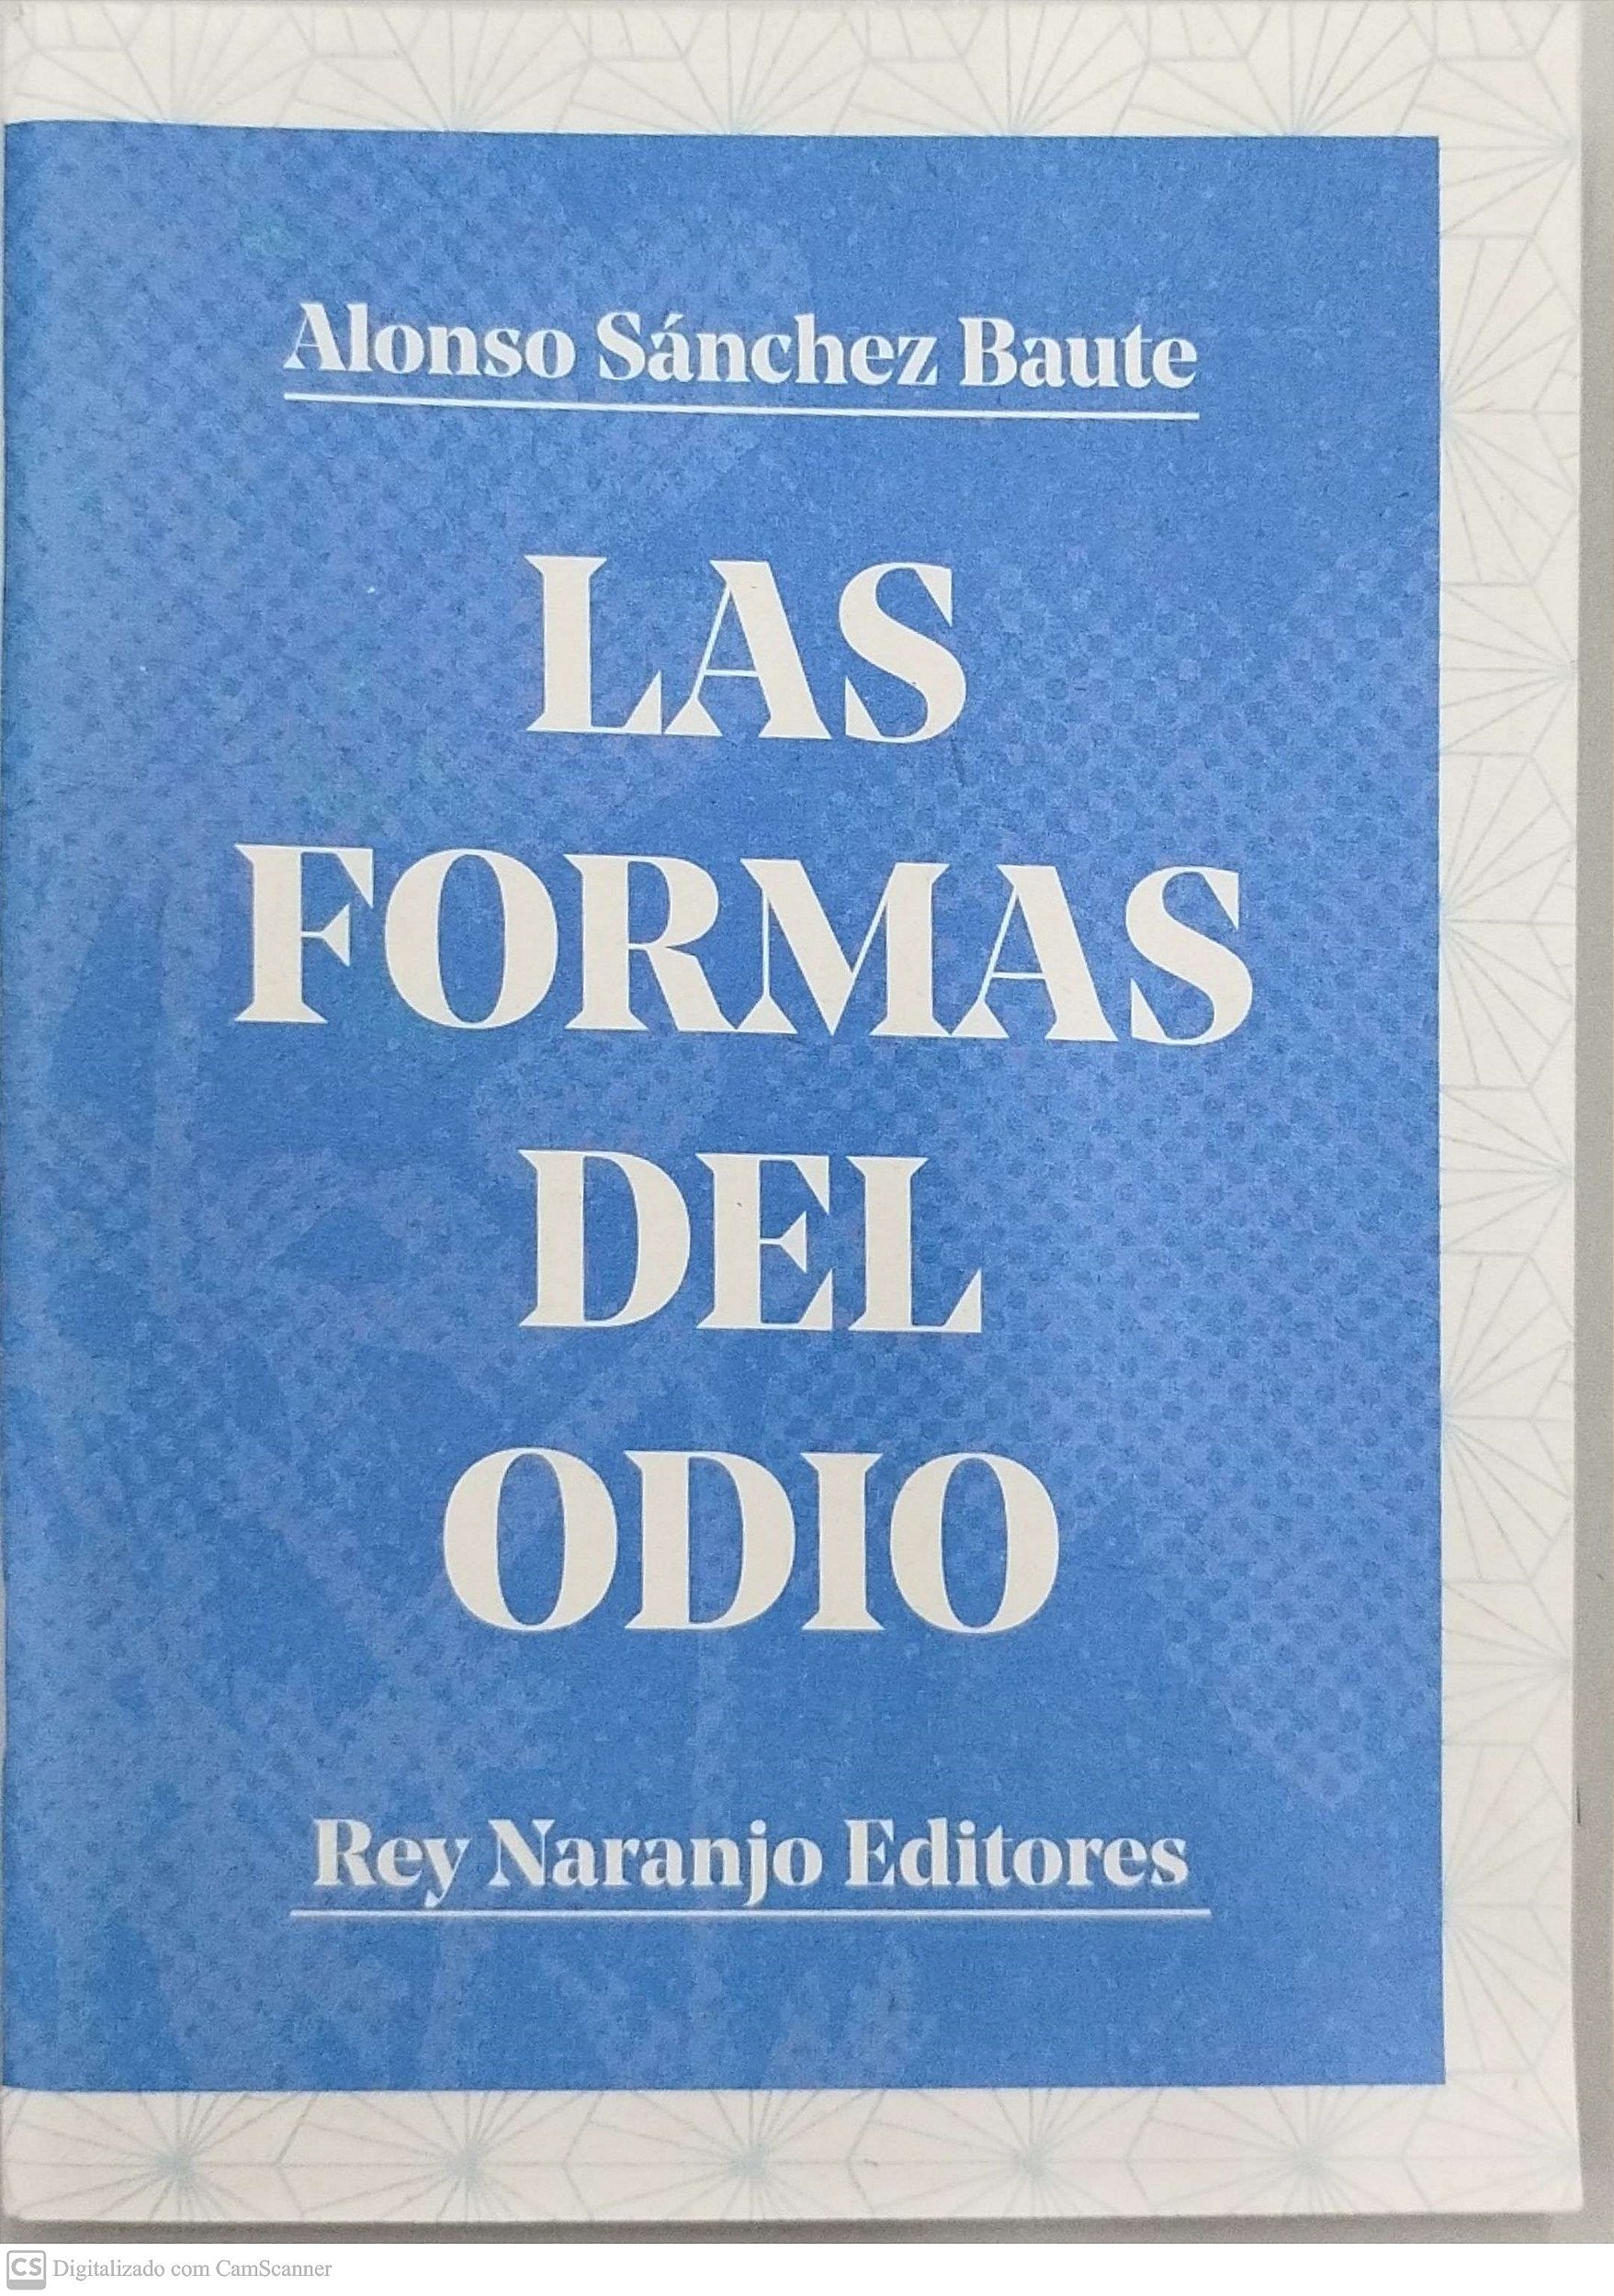 Alonso Sánchez Baute
LAS
FORMAS
DEL
ODIO
Rey Naranjo Editores
CS Digitalizado com CamScanner